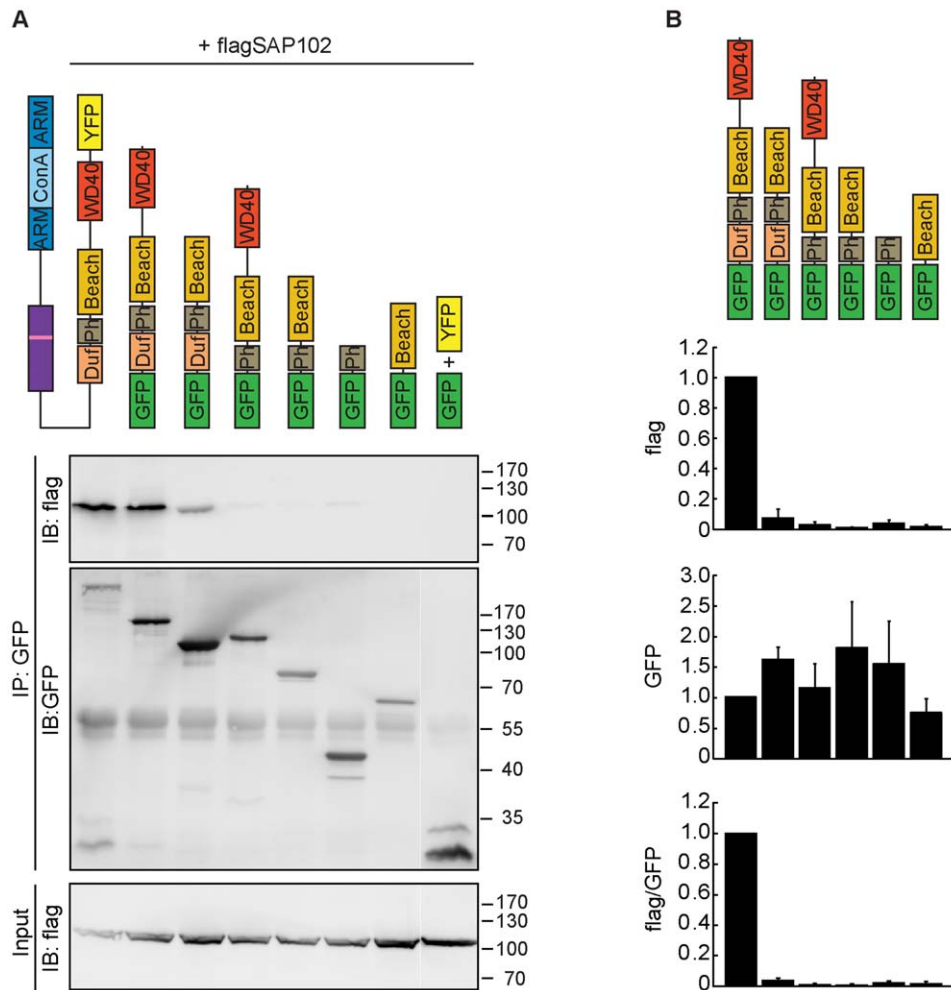 A
+ flagSAP102
ARM
ConA
ARM
YFP
WD40
Beach
Ph
Duf
WD40
Beach
Ph
Duf
GFP
Beach
Ph
Duf
GFP
WD40
Beach
Ph
GFP
Beach
Ph
GFP
Ph
GFP
Beach
GFP
YFP
+
GFP
IP: GFP
IB: flag
170
130
100
70
IB:GFP
170
130
100
70
55
40
35
Input
IB: flag
170
130
100
70
B
WD40
Beach
Ph
Duf
GFP
Beach
Ph
Duf
GFP
WD40
Beach
Ph
GFP
Beach
Ph
GFP
Ph
GFP
Beach
GFP
flag
1.2
1.0
0.8
0.6
0.4
0.2
0
GFP
3.0
2.5
2.0
1.5
1.0
0.5
0
flag/GFP
1.2
1.0
0.8
0.6
0.4
0.2
0